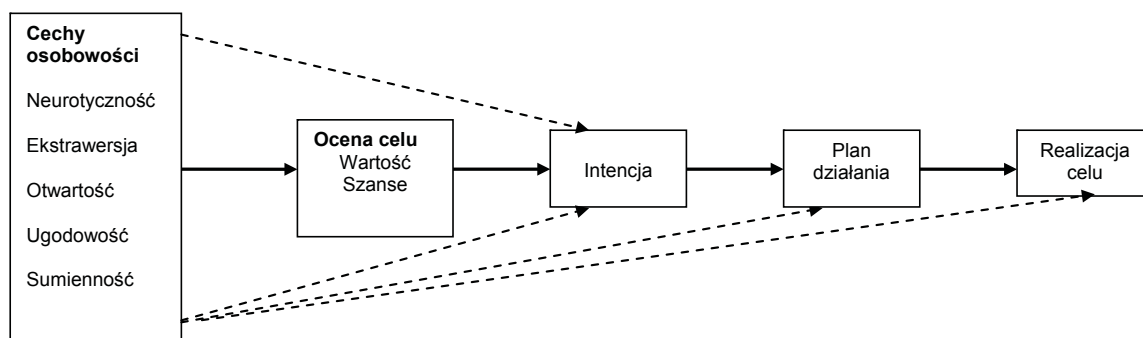 Cechy
osobowości
Neurotyczność
Ekstrawersja
Otwartość
Ugodowość
Sumienność
Ocena celu
Wartość
Szanse
Intencja
Plan
działania
Realizacja
celu